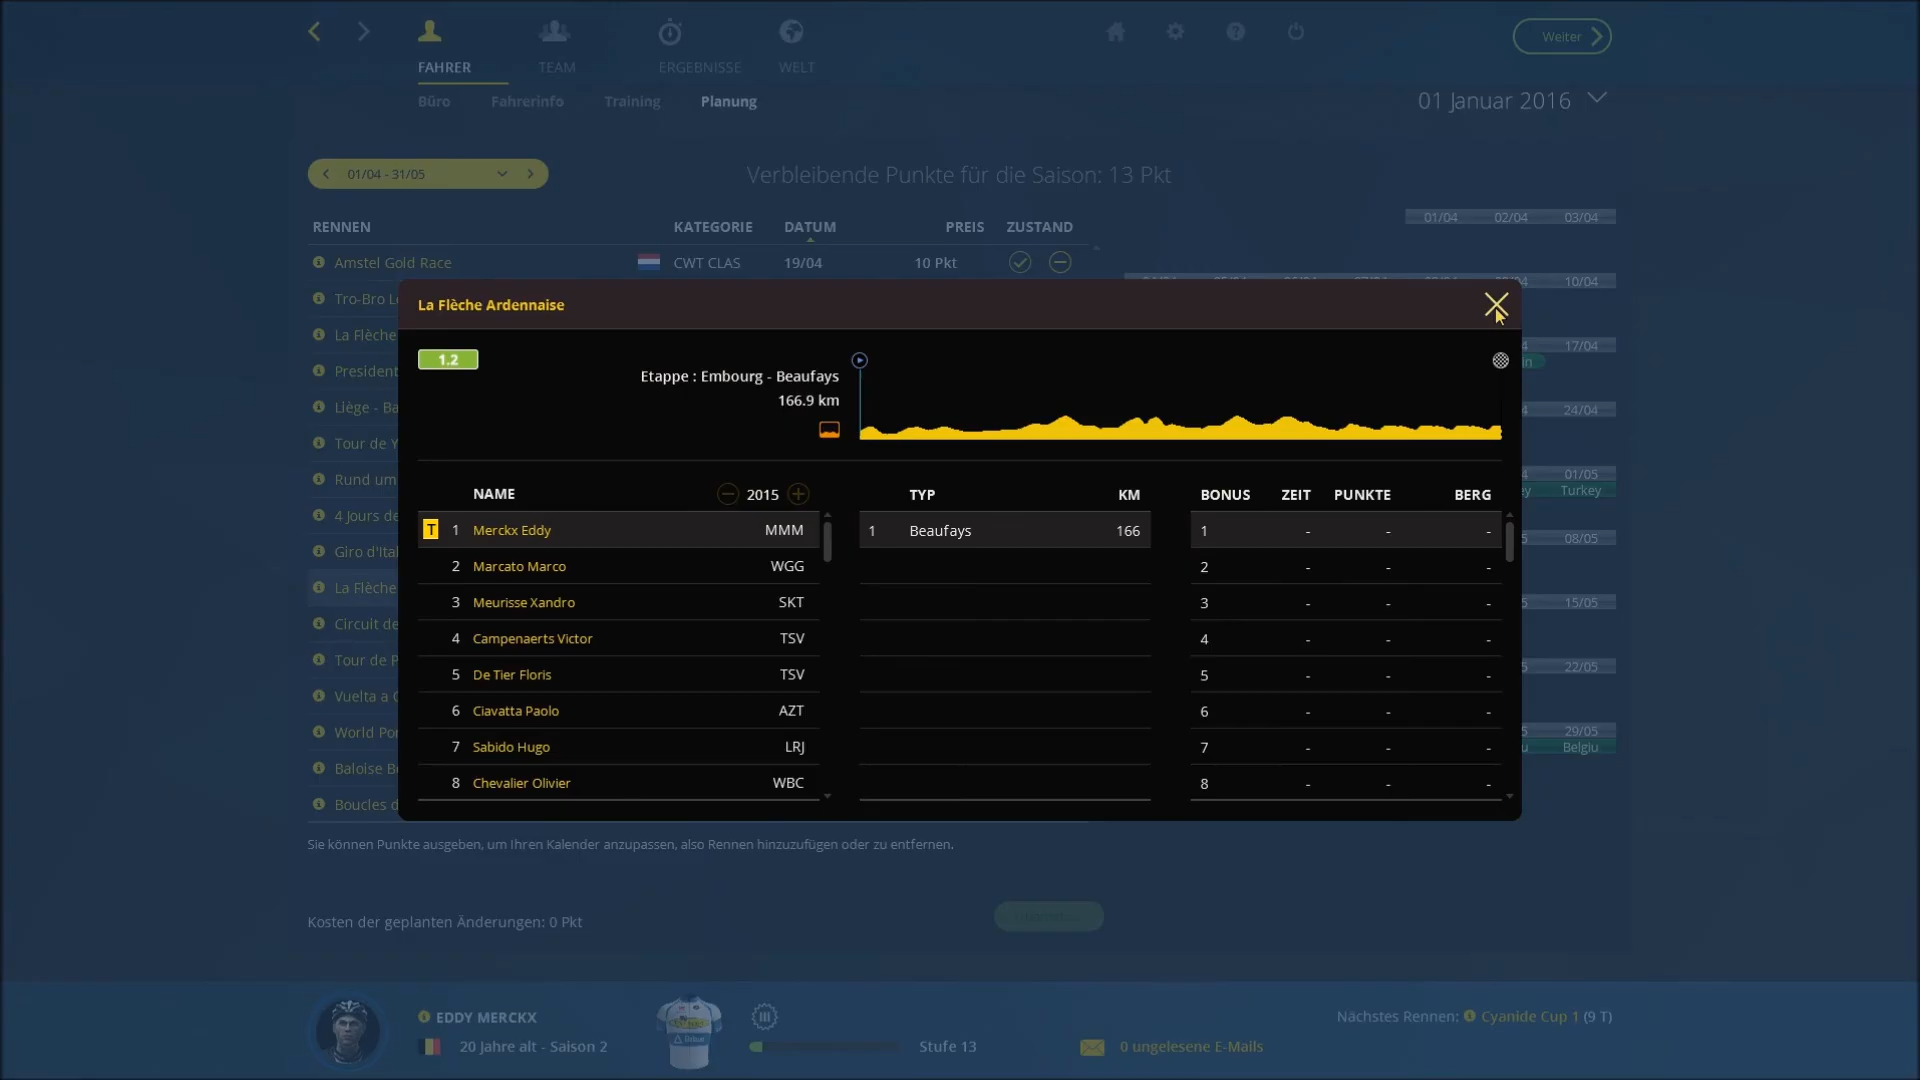 FAHRER TEAM ERGEBNISSE WELT
Weiter
Büro Fahrerinfo Training Planung
01 Januar 2016
01/04 - 31/05
Verbleibende Punkte für die Saison: 13 Pkt
RENNEN KATEGORIE DATUM PREIS ZUSTAND
01/04 02/04 03/04
Amstel Gold Race CWT CLAS 19/04 10 Pkt
10/04
Tro-Bro L
La Flèche Ardennaise
La Flèche
17/04
1.2
Etappe : Embourg - Beaufays
166.9 km
President
Liège - Ba
24/04
Tour de Y
Rund um
01/05
Turkey
NAME 2015 TYP KM BONUS ZEIT PUNKTE BERG
4 Jours de
T 1 Merckx Eddy MMM 1 Beaufays 166 1 - - -
08/05
Giro d'Ital
2 Marcato Marco WGG 2 - - -
La Flèche
3 Meurisse Xandro SKT 3 - - -
15/05
Circuit de
4 Campenaerts Victor TSV 4 - - -
Tour de P
22/05
5 De Tier Floris TSV 5 - - -
Vuelta a C
6 Ciavatta Paolo AZT 6 - - -
World Por
29/05
7 Sabido Hugo LRJ 7 - - -
Belgiu
Baloise Be
8 Chevalier Olivier WBC 8 - - -
Boucles d
Sie können Punkte ausgeben, um Ihren Kalender anzupassen, also Rennen hinzuzufügen oder zu entfernen.
Kosten der geplanten Änderungen: 0 Pkt
EDDY MERCKX
III
Nächstes Rennen: Cyanide Cup 1 (9 T)
20 Jahre alt - Saison 2
Stufe 13
0 ungelesene E-Mails